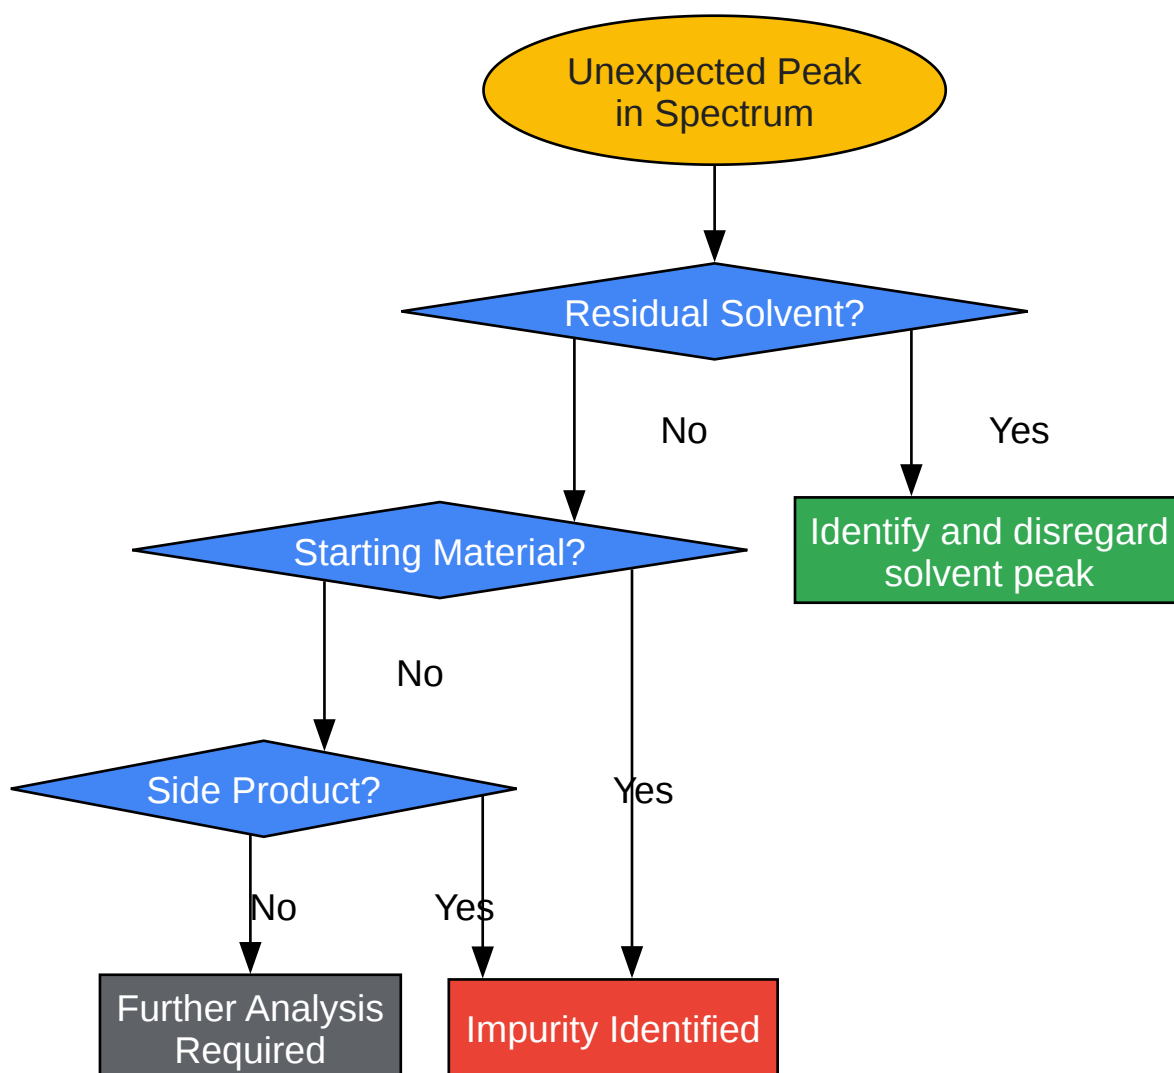 Unexpected Peak
in Spectrum
Residual Solvent?
No
Yes
Identify and disregard
solvent peak
Starting Material?
No
Yes
Side Product?
No
Yes
Further Analysis
Required
Impurity Identified